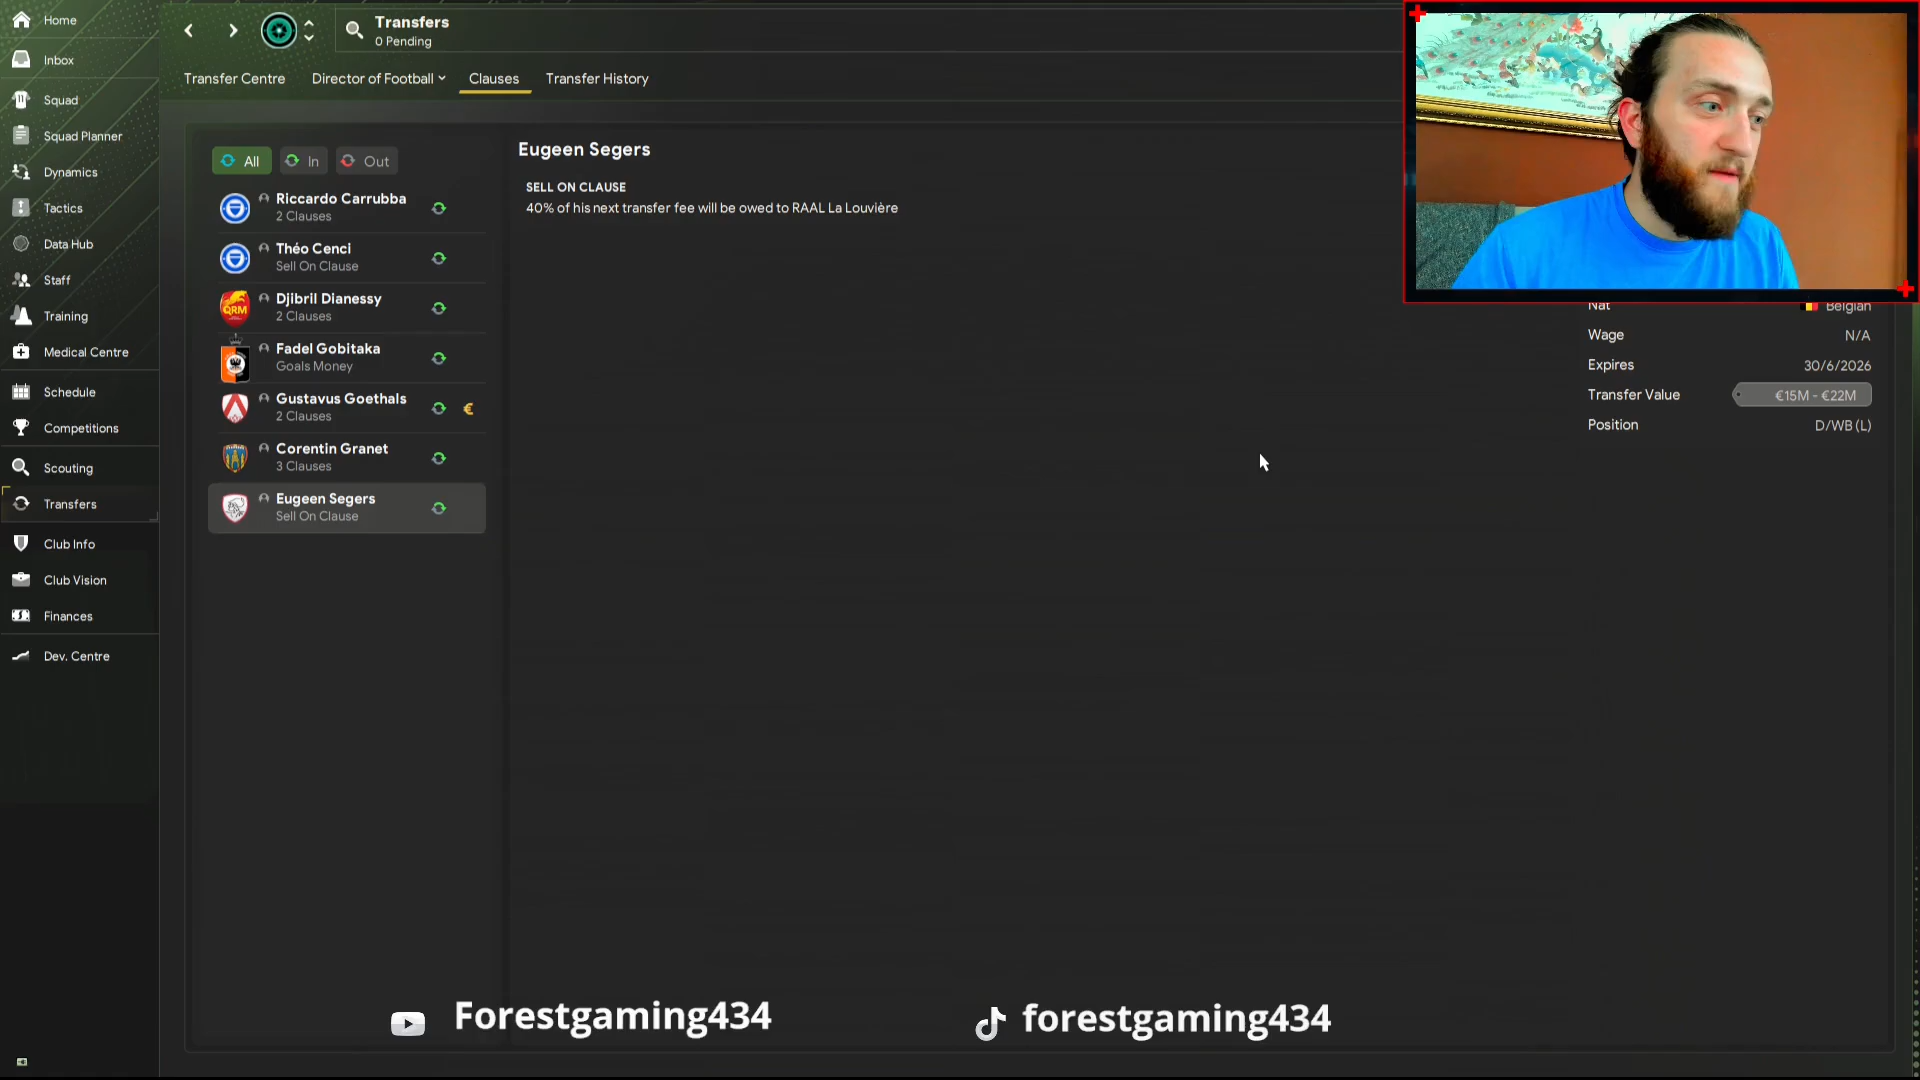 Home
Inbox
Squad
Squad Planner
Dynamics
Tactics
Data Hub
Staff
Training
Medical Centre
Schedule
Competitions
Scouting
Transfers
Club Info
Club Vision
Finances
Dev. Centre
Transfers
0 Pending
Transfer Centre
Director of Football
Clauses
Transfer History
All
In
Out
Riccardo Carrubba
2 Clauses
Théo Cenci
Sell On Clause
QRM
Djibril Dianessy
2 Clauses
Fadel Gobitaka
Goals Money
Gustavus Goethals
2 Clauses
€
Corentin Granet
3 Clauses
Eugeen Segers
Sell On Clause
Eugeen Segers
SELL ON CLAUSE
40% of his next transfer fee will be owed to RAAL La Louvière
Nat Belgian
Wage N/A
Expires 30/6/2026
Transfer Value €15M - €22M
Position D/WB (L)
Forestgaming434
forestgaming434